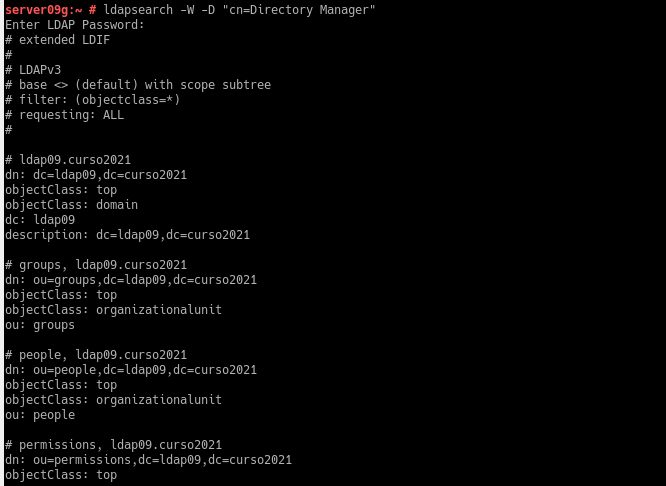 server09g:~ # ldapsearch -W -D "cn=Directory Manager"
Enter LDAP Password:
# extended LDIF
#
# LDAPv3
# base <> (default) with scope subtree
# filter: (objectclass=*)
# requesting: ALL
#
# ldap09.curso2021
dn: dc=ldap09,dc=curso2021
objectClass: top
objectClass: domain
dc: ldap09
description: dc=ldap09,dc=curso2021
# groups, ldap09.curso2021
dn: ou=groups,dc=ldap09,dc=curso2021
objectClass: top
objectClass: organizationalunit
ou: groups
# people, ldap09.curso2021
dn: ou=people,dc=ldap09,dc=curso2021
objectClass: top
objectClass: organizationalunit
ou: people
# permissions, ldap09.curso2021
dn: ou=permissions,dc=ldap09,dc=curso2021
objectClass: top